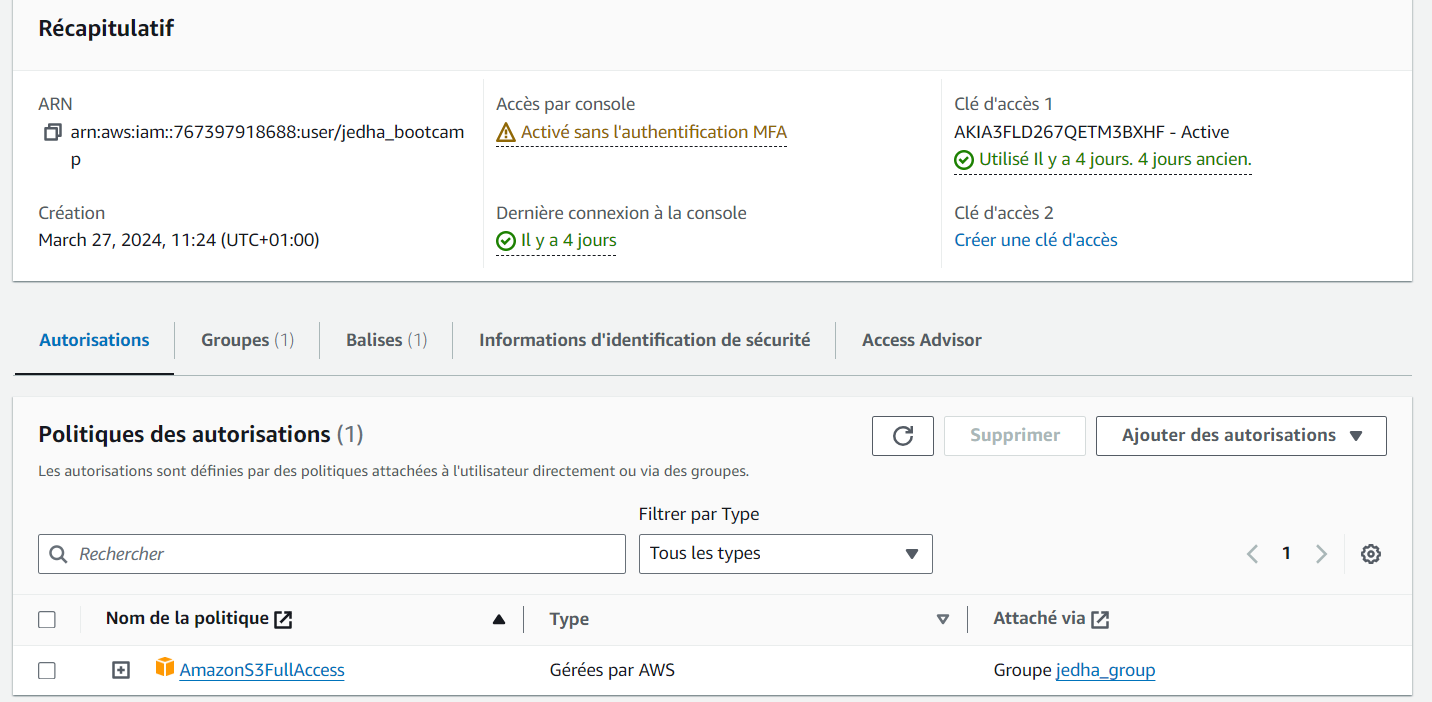 Récapitulatif
ARN
arn:aws:iam::767397918688:user/jedha_bootcam
p
Création
March 27, 2024, 11:24 (UTC+01:00)
Accès par console
Activé sans l'authentification MFA
Dernière connexion à la console
Il y a 4 jours
Clé d'accès 1
AKIA3FLD267QETM3BXHF - Active
Utilisé Il y a 4 jours. 4 jours ancien.
Clé d'accès 2
Créer une clé d'accès
Autorisations
Groupes (1)
Balises (1)
Informations d'identification de sécurité
Access Advisor
Politiques des autorisations (1)
Supprimer
Ajouter des autorisations
Les autorisations sont définies par des politiques attachées à l'utilisateur directement ou via des groupes.
Filtrer par Type
Rechercher
Tous les types
1
Nom de la politique
Type
Attaché via
AmazonS3FullAccess
Gérées par AWS
Groupe jedha_group